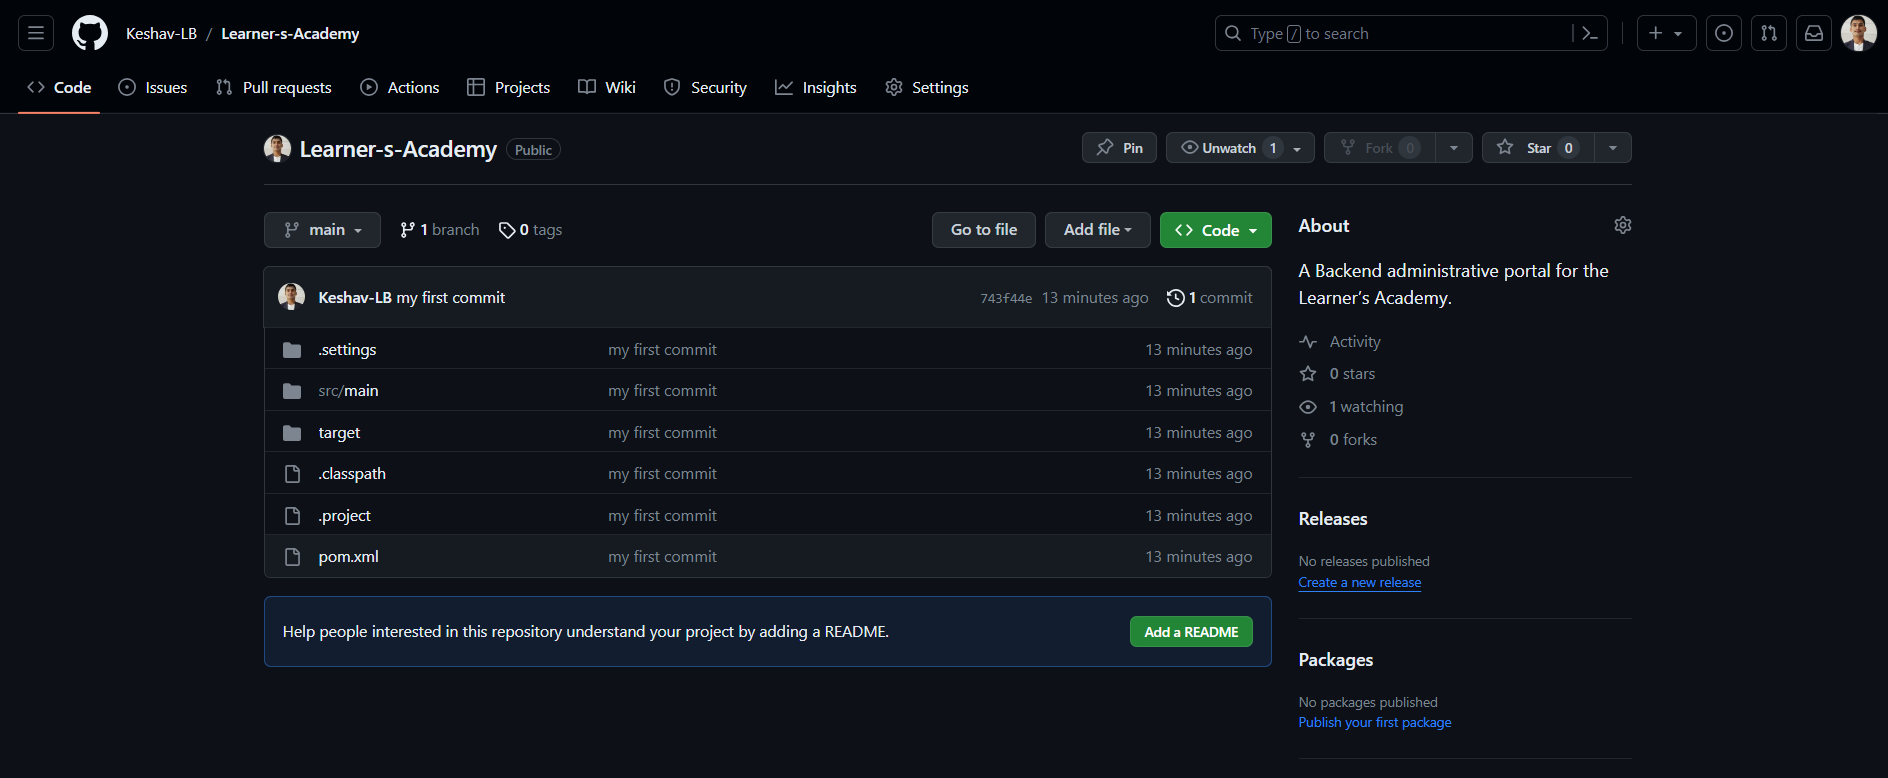 Keshav-LB / Learner-s-Academy
Type / to search
Code Issues Pull requests Actions Projects Wiki Security Insights Settings
Learner-s-Academy Public
Pin Unwatch 1 Fork 0 Star 0
main 1 branch 0 tags
Go to file Add file Code
Keshav-LB my first commit 743f44e 13 minutes ago 1 commit
.settings my first commit 13 minutes ago
src/main my first commit 13 minutes ago
target my first commit 13 minutes ago
.classpath my first commit 13 minutes ago
.project my first commit 13 minutes ago
pom.xml my first commit 13 minutes ago
Help people interested in this repository understand your project by adding a README. Add a README
About
A Backend administrative portal for the
Learner’s Academy.
Activity
0 stars
1 watching
0 forks
Releases
No releases published
Create a new release
Packages
No packages published
Publish your first package